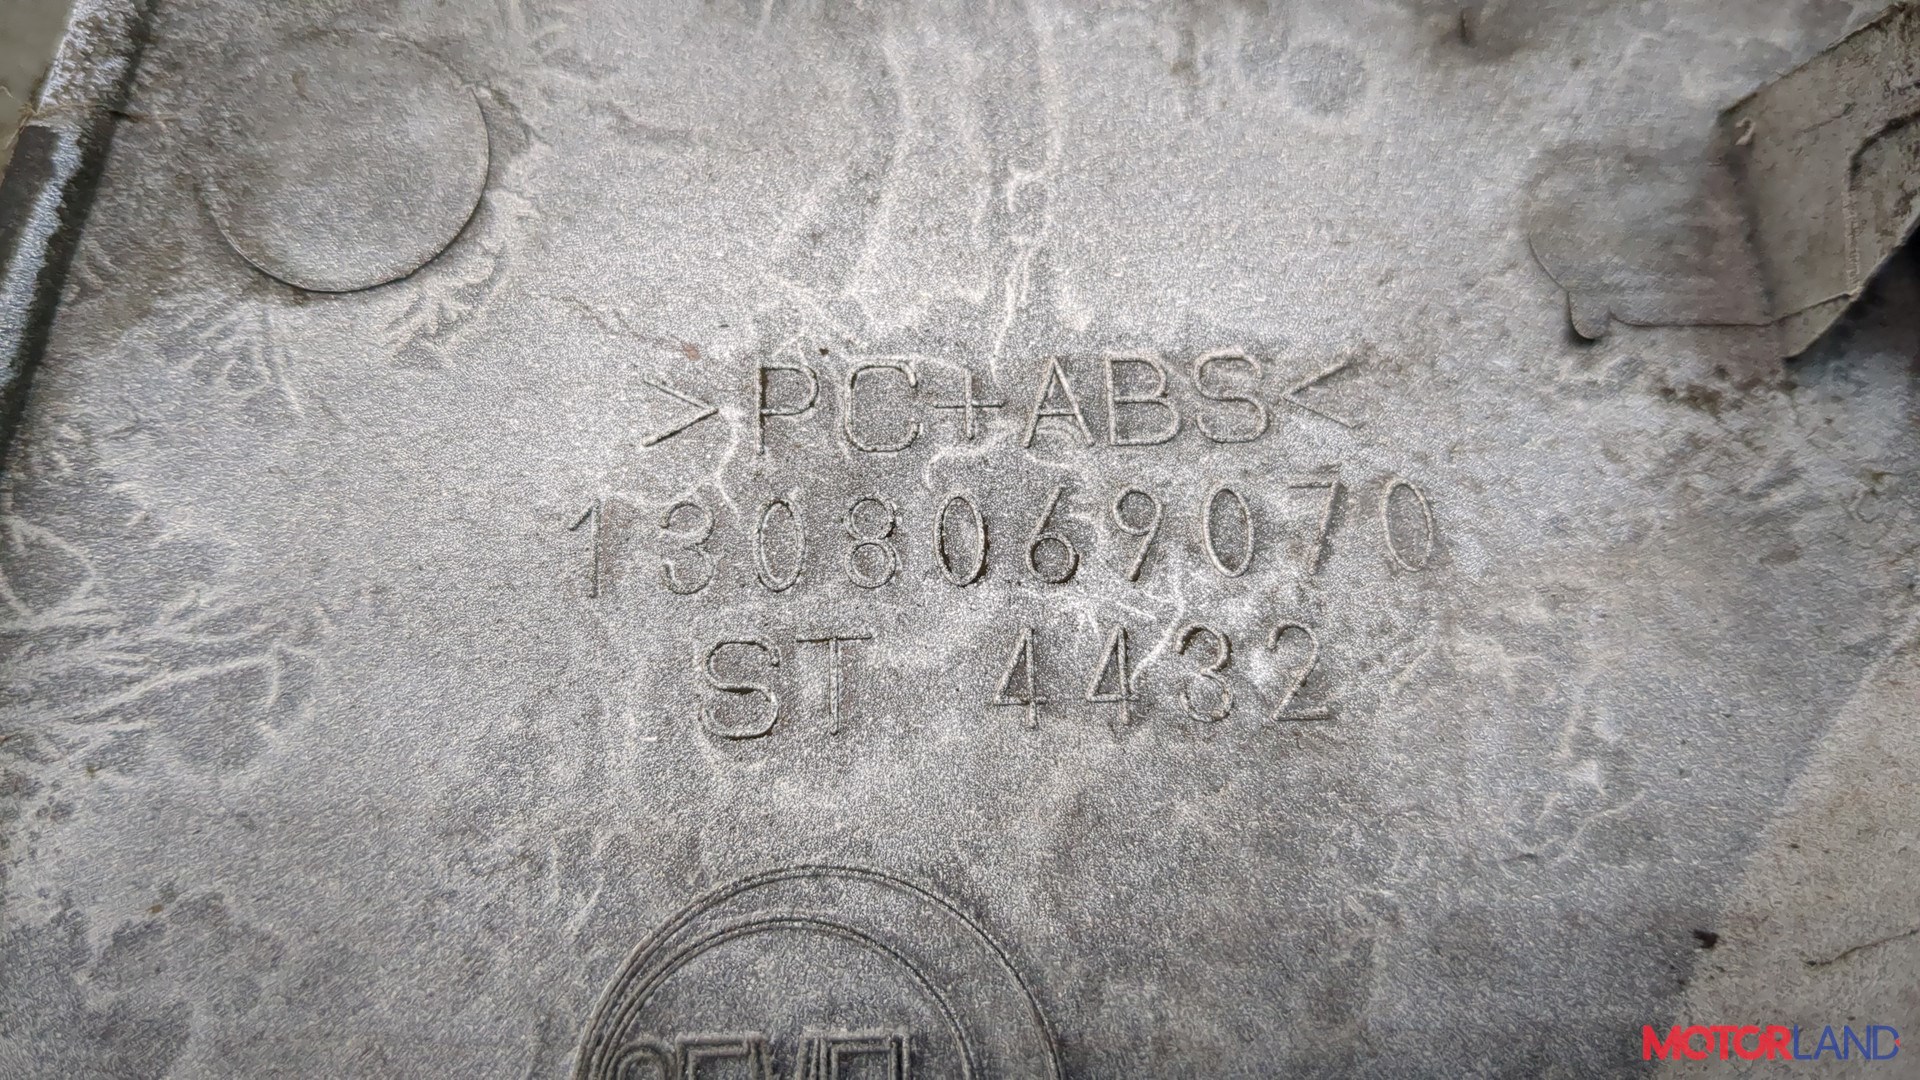 >PC+ABS<
1308069070
ST 4432
MOTORLAND